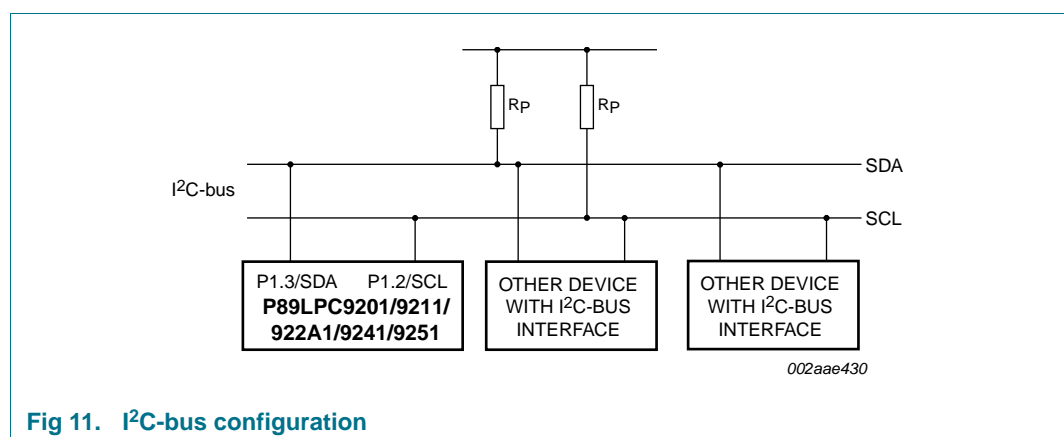 RP RP
SDA
I2C-bus
SCL
P1.3/SDA P1.2/SCL
P89LPC9201/9211/
922A1/9241/9251
OTHER DEVICE
WITH I2C-BUS
INTERFACE
OTHER DEVICE
WITH I2C-BUS
INTERFACE
002aae430
Fig 11. I2C-bus configuration